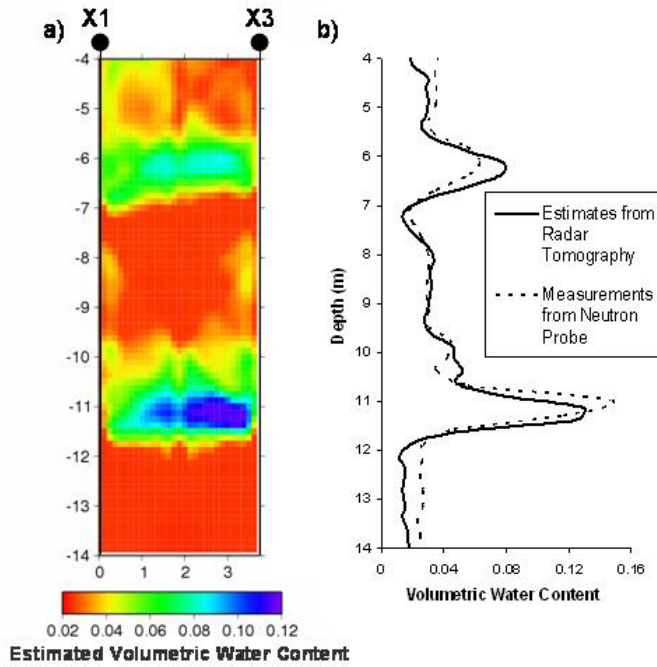 X1 X3
a) b)
-4
-5
-6
-7
-8
-9
-10
-11
-12
-13
-14
0 1 2 3
0.02 0.04 0.06 0.08 0.10 0.12
Estimated Volumetric Water Content
4
5
6
7
8
9
10
11
12
13
14
Depth (m)
Estimates from
Radar
Tomography
Measurements
from Neutron
Probe
0 0.04 0.08 0.12 0.16
Volumetric Water Content